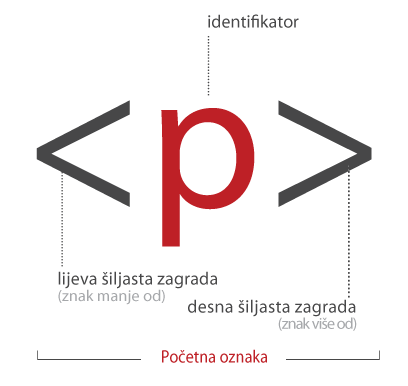 identifikator
<p>
lijeva šiljasta zagrada
(znak manje od)
desna šiljasta zagrada
(znak više od)
Početna oznaka